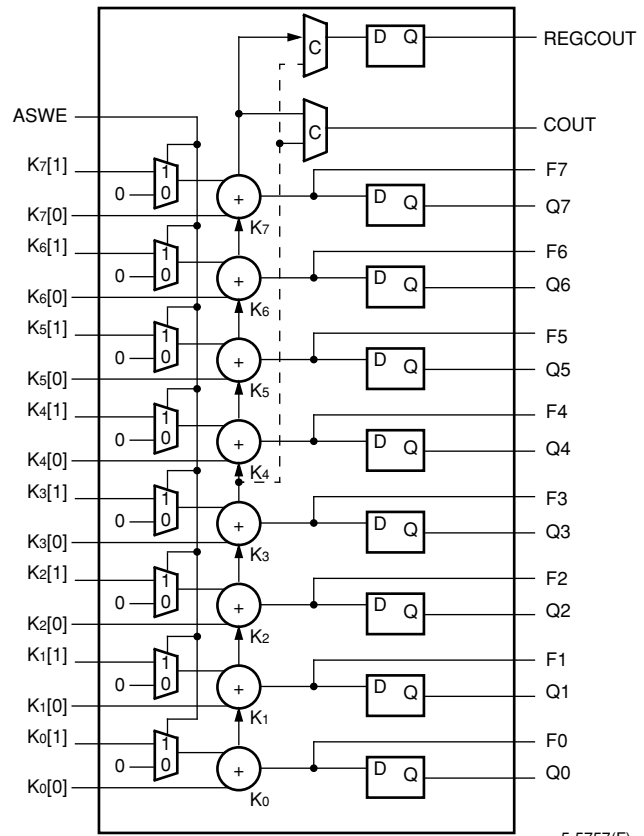 REGCOUT
D Q
C
ASWE
C
COUT
K7[1]
1
0
0
F7
D Q
Q7
+
K7[0]
K7
K6[1]
1
0
0
F6
D Q
Q6
+
K6[0]
K6
K5[1]
1
0
0
F5
D Q
Q5
+
K5[0]
K5
K4[1]
1
0
0
F4
D Q
Q4
+
K4[0]
K4
K3[1]
1
0
0
F3
D Q
Q3
+
K3[0]
K3
K2[1]
1
0
0
F2
D Q
Q2
+
K2[0]
K2
K1[1]
1
0
0
F1
D Q
Q1
+
K1[0]
K1
K0[1]
1
0
0
F0
D Q
Q0
+
K0[0]
K0
5-5757(F)